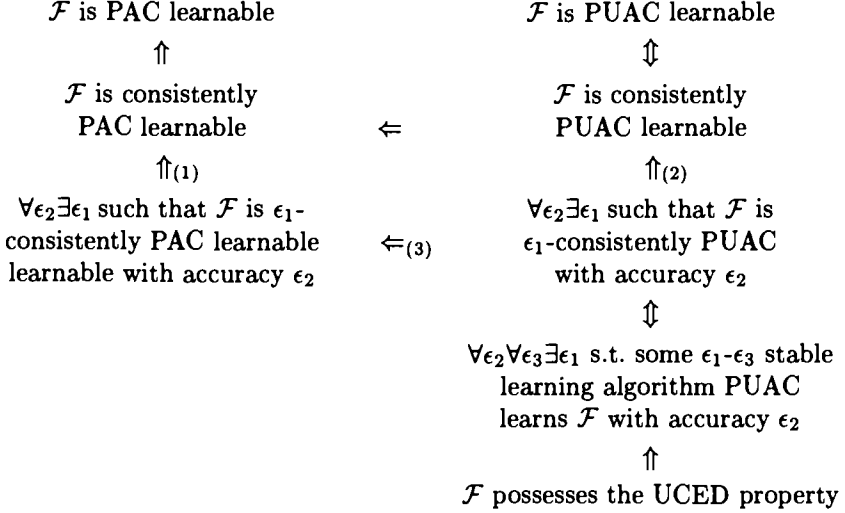 ℱ is PAC learnable
ℱ is PUAC learnable
⇑
⇕
ℱ is consistently
PAC learnable
⇐
ℱ is consistently
PUAC learnable
⇑(1)
⇑(2)
∀ϵ₂∃ϵ₁ such that ℱ is ϵ₁-
consistently PAC learnable
learnable with accuracy ϵ₂
⇐(3)
∀ϵ₂∃ϵ₁ such that ℱ is
ϵ₁-consistently PUAC
with accuracy ϵ₂
⇕
∀ϵ₂∀ϵ₃∃ϵ₁ s.t. some ϵ₁-ϵ₃ stable
learning algorithm PUAC
learns ℱ with accuracy ϵ₂
⇑
ℱ possesses the UCED property